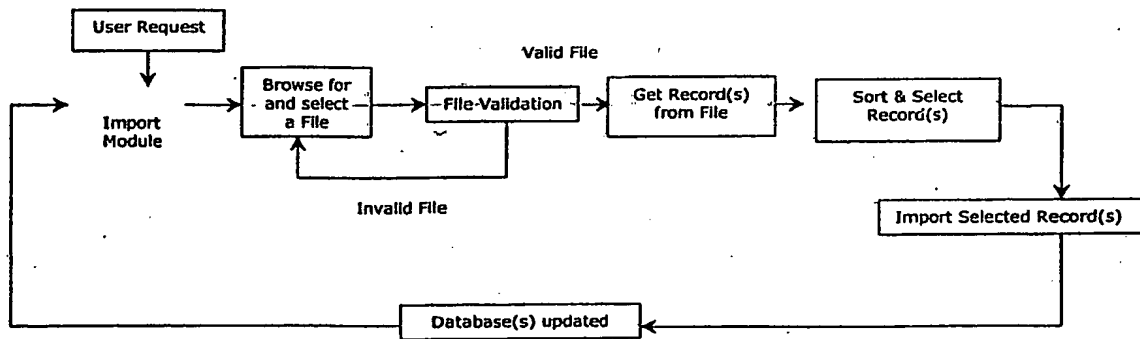 User Request
Valid File
Import
Module
Browse for
and select
a File
File-Validation
Get Record(s)
from File
Sort & Select
Record(s)
Invalid File
Import Selected Record(s)
Database(s) updated